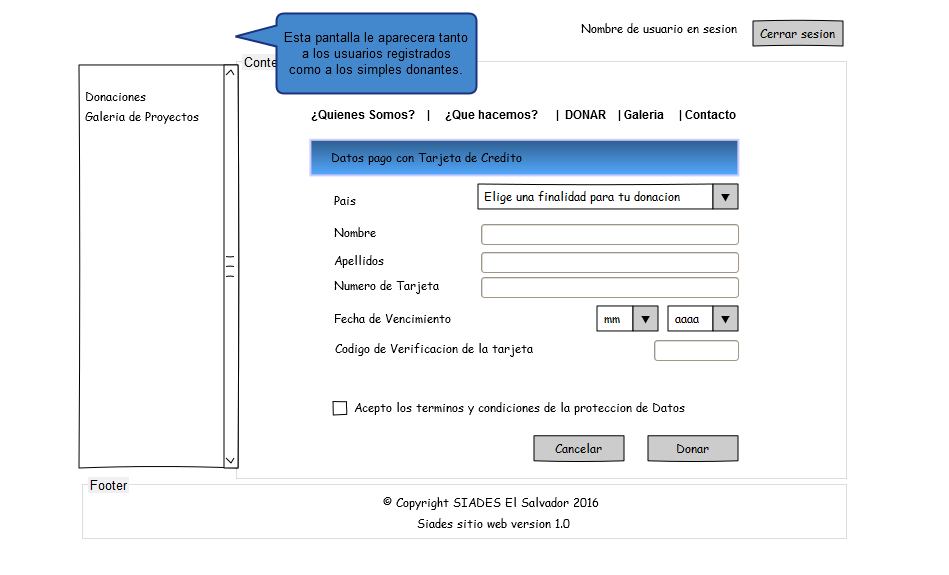 Esta pantalla le aparecera tanto
a los usuarios registrados
como a los simples donantes.
Nombre de usuario en sesion
Cerrar sesion
Conte
Donaciones
Galeria de Proyectos
¿Quienes Somos? | ¿Que hacemos? | DONAR | Galeria | Contacto
Datos pago con Tarjeta de Credito
Pais
Elige una finalidad para tu donacion
Nombre
Apellidos
Numero de Tarjeta
Fecha de Vencimiento
mm
aaaa
Codigo de Verificacion de la tarjeta
Acepto los terminos y condiciones de la proteccion de Datos
Cancelar
Donar
Footer
© Copyright SIADES El Salvador 2016
Siades sitio web version 1.0